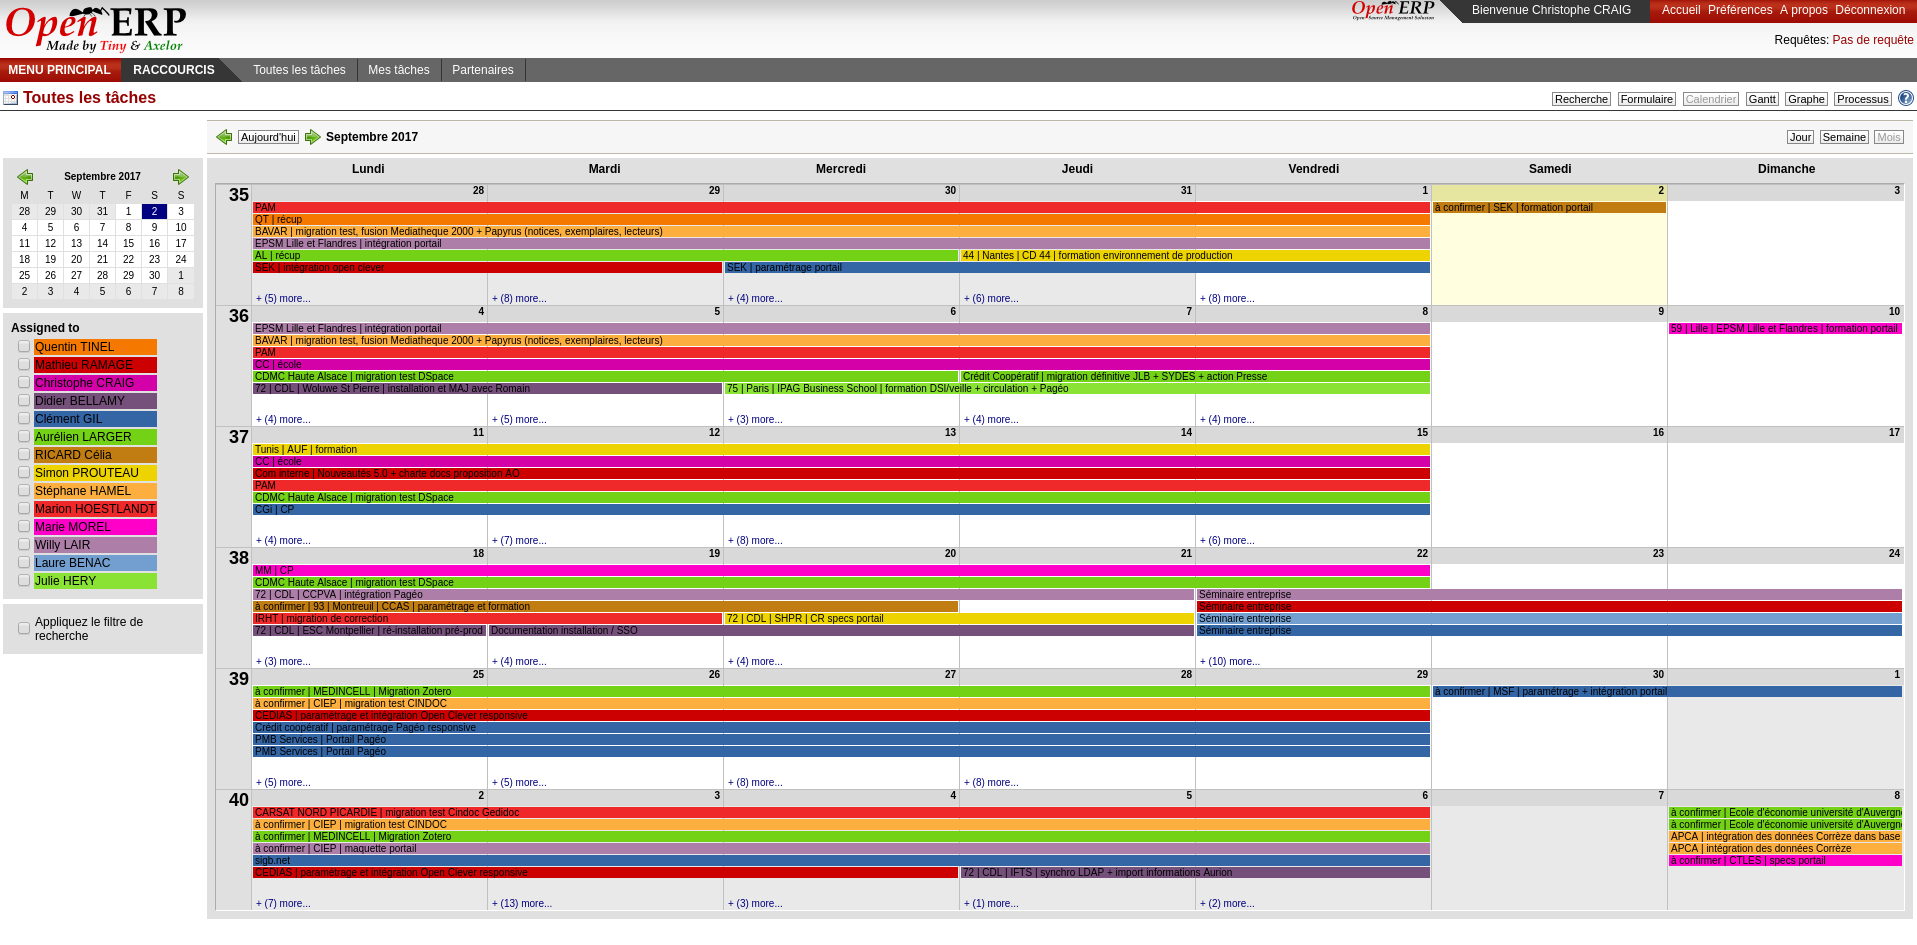 Open ERP
Made by Tiny & Axelor
Open ERP
Open Source Management Solution
Bienvenue Christophe CRAIG
Accueil Préférences A propos Déconnexion
Requêtes: Pas de requête
MENU PRINCIPAL RACCOURCIS Toutes les tâches Mes tâches Partenaires
Toutes les tâches
Recherche Formulaire Calendrier Gantt Graphe Processus ?
Aujourd'hui Septembre 2017
Jour Semaine Mois
Septembre 2017
M T W T F S S
28 29 30 31 1 2 3
4 5 6 7 8 9 10
11 12 13 14 15 16 17
18 19 20 21 22 23 24
25 26 27 28 29 30 1
2 3 4 5 6 7 8
Assigned to
Quentin TINEL
Mathieu RAMAGE
Christophe CRAIG
Didier BELLAMY
Clément GIL
Aurélien LARGER
RICARD Célia
Simon PROUTEAU
Stéphane HAMEL
Marion HOESTLANDT
Marie MOREL
Willy LAIR
Laure BENAC
Julie HERY
Appliquez le filtre de
recherche
Lundi Mardi Mercredi Jeudi Vendredi Samedi Dimanche
35 28 29 30 31 1 2 3
PAM
à confirmer | SEK | formation portail
QT | récup
BAVAR | migration test, fusion Mediatheque 2000 + Papyrus (notices, exemplaires, lecteurs)
EPSM Lille et Flandres | intégration portail
AL | récup
44 | Nantes | CD 44 | formation environnement de production
SEK | intégration open clever
SEK | paramétrage portail
+ (5) more... + (8) more... + (4) more... + (6) more... + (8) more...
36 4 5 6 7 8 9 10
EPSM Lille et Flandres | intégration portail
59 | Lille | EPSM Lille et Flandres | formation portail
BAVAR | migration test, fusion Mediatheque 2000 + Papyrus (notices, exemplaires, lecteurs)
PAM
CC | école
CDMC Haute Alsace | migration test DSpace
Crédit Coopératif | migration définitive JLB + SYDES + action Presse
72 | CDL | Woluwe St Pierre | installation et MAJ avec Romain
75 | Paris | IPAG Business School | formation DSI/veille + circulation + Pagéo
+ (4) more... + (5) more... + (3) more... + (4) more... + (4) more...
37 11 12 13 14 15 16 17
Tunis | AUF | formation
CC | école
Com interne | Nouveautés 5.0 + charte docs proposition AO
PAM
CDMC Haute Alsace | migration test DSpace
CGi | CP
+ (4) more... + (7) more... + (8) more... + (6) more...
38 18 19 20 21 22 23 24
MM | CP
CDMC Haute Alsace | migration test DSpace
72 | CDL | CCPVA | intégration Pagéo
Séminaire entreprise
à confirmer | 93 | Montreuil | CCAS | paramétrage et formation
Séminaire entreprise
IRHT | migration de correction
72 | CDL | SHPR | CR specs portail
Séminaire entreprise
72 | CDL | ESC Montpellier | ré-installation pré-prod
Documentation installation / SSO
Séminaire entreprise
+ (3) more... + (4) more... + (4) more... + (10) more...
39 25 26 27 28 29 30 1
à confirmer | MEDINCELL | Migration Zotero
à confirmer | MSF | paramétrage + intégration portail
à confirmer | CIEP | migration test CINDOC
CEDIAS | paramétrage et intégration Open Clever responsive
Crédit coopératif | paramétrage Pagéo responsive
PMB Services | Portail Pagéo
PMB Services | Portail Pagéo
+ (5) more... + (5) more... + (8) more... + (8) more...
40 2 3 4 5 6 7 8
CARSAT NORD PICARDIE | migration test Cindoc Gedidoc
à confirmer | Ecole d'économie université d'Auvergne
à confirmer | CIEP | migration test CINDOC
à confirmer | Ecole d'économie université d'Auvergne
à confirmer | MEDINCELL | Migration Zotero
APCA | intégration des données Corrèze dans base
à confirmer | CIEP | maquette portail
APCA | intégration des données Corrèze
sigb.net
à confirmer | CTLES | specs portail
CEDIAS | paramétrage et intégration Open Clever responsive
72 | CDL | IFTS | synchro LDAP + import informations Aurion
+ (7) more... + (13) more... + (3) more... + (1) more... + (2) more...